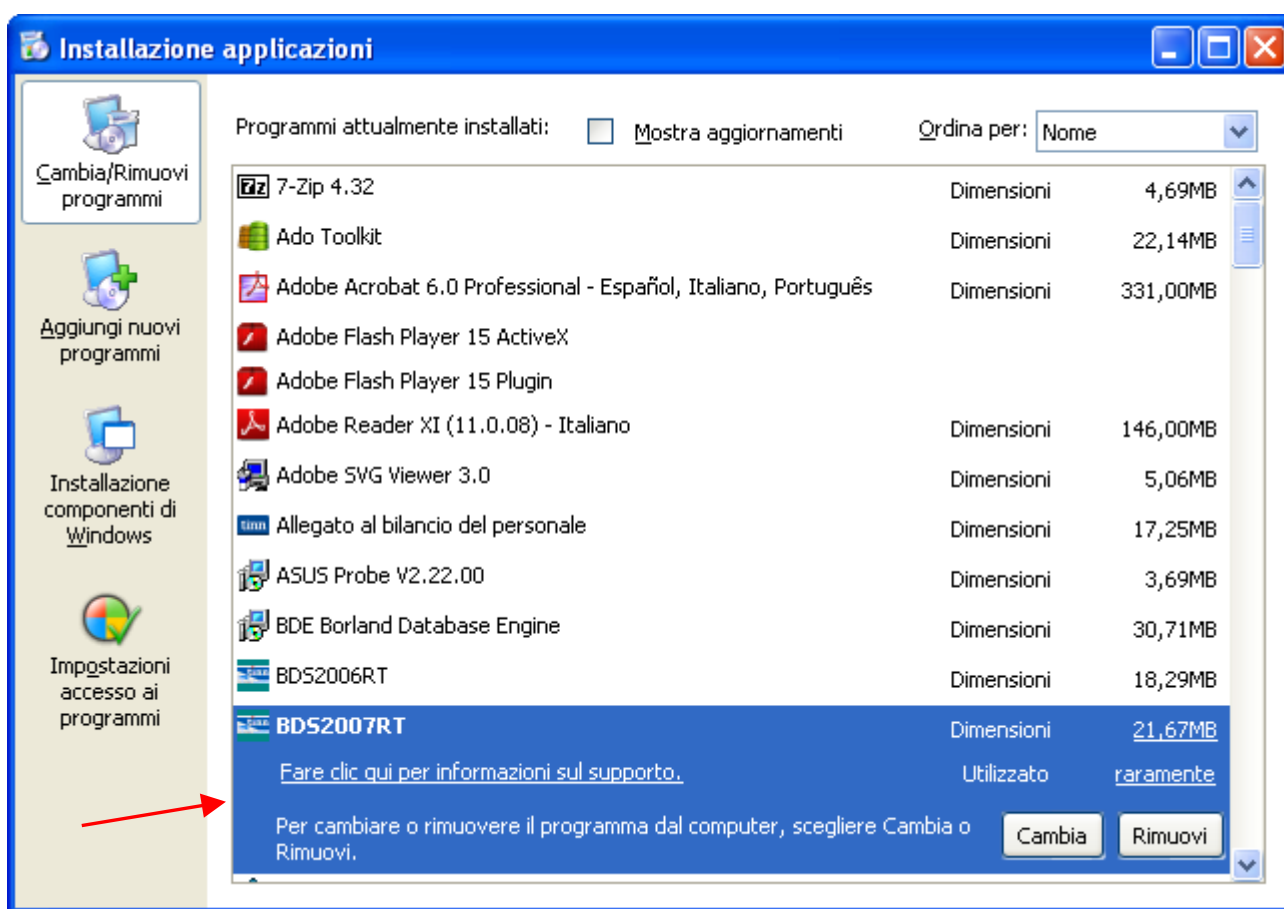 Installazione applicazioni
Cambia/Rimuovi
programmi
Aggiungi nuovi
programmi
Installazione
componenti di
Windows
Impostazioni
accesso ai
programmi
Programmi attualmente installati: Mostra aggiornamenti Ordina per: Nome
7z 7-Zip 4.32 Dimensioni 4,69MB
Ado Toolkit Dimensioni 22,14MB
Adobe Acrobat 6.0 Professional - Español, Italiano, Português Dimensioni 331,00MB
Adobe Flash Player 15 ActiveX
Adobe Flash Player 15 Plugin
Adobe Reader XI (11.0.08) - Italiano Dimensioni 146,00MB
Adobe SVG Viewer 3.0 Dimensioni 5,06MB
tinn Allegato al bilancio del personale Dimensioni 17,25MB
ASUS Probe V2.22.00 Dimensioni 3,69MB
BDE Borland Database Engine Dimensioni 30,71MB
BDS2006RT Dimensioni 18,29MB
BDS2007RT Dimensioni 21,67MB
Fare clic qui per informazioni sul supporto. Utilizzato raramente
Per cambiare o rimuovere il programma dal computer, scegliere Cambia o
Rimuovi.
Cambia Rimuovi